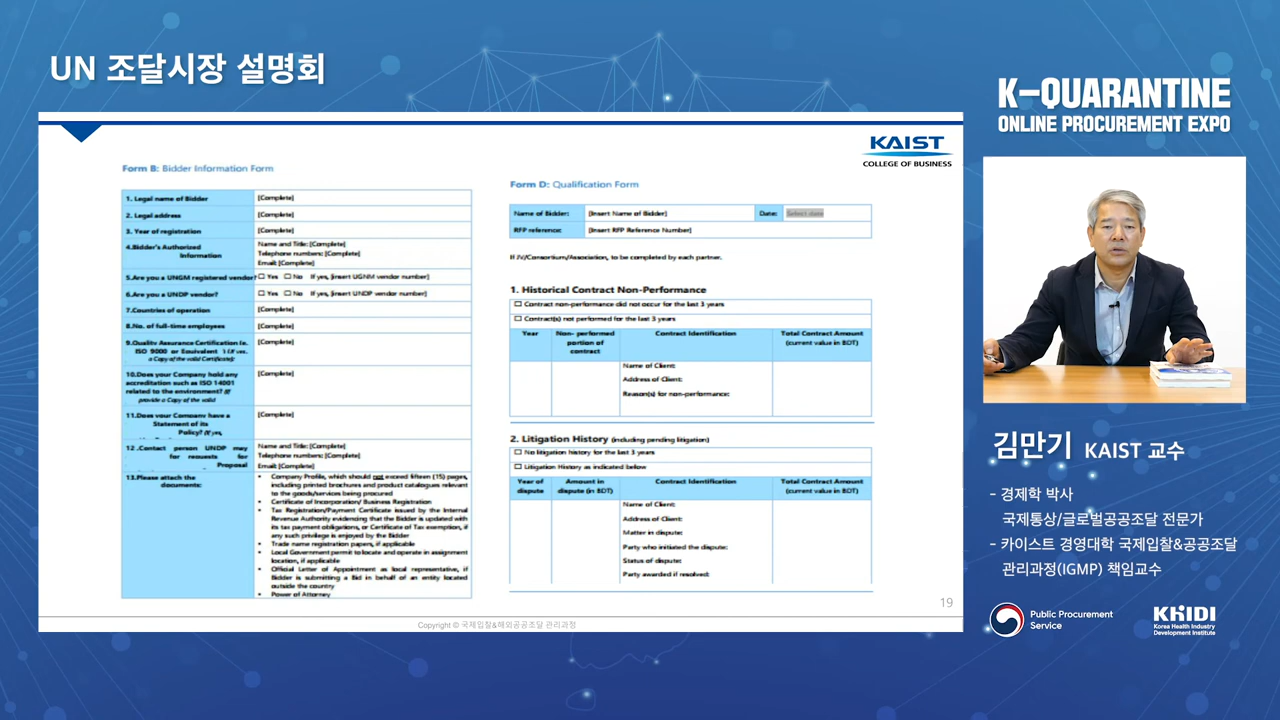 UN 조달시장 설명회
K-QUARANTINE
ONLINE PROCUREMENT EXPO
KAIST
COLLEGE OF BUSINESS
Form B: Bidder Information Form
1. Legal name of Bidder [Complete]
2. Legal address [Complete]
3. Year of registration [Complete]
4.Bidder's Authorized Information
Name and Title: [Complete]
Telephone numbers: [Complete]
Email: [Complete]
5.Are you a UNGM registered vendor? ☐ Yes ☐ No If yes, [insert UGNM vendor number]
6.Are you a UNDP vendor? ☐ Yes ☐ No If yes, [insert UNDP vendor number]
7.Countries of operation [Complete]
8.No. of full-time employees [Complete]
9.Quality Assurance Certification (e.
ISO 9000 or Equivalent) (If yes,
a Copy of the valid Certificate):
[Complete]
10.Does your Company hold any
accreditation such as ISO 14001
related to the environment? (If
provide a Copy of the valid
[Complete]
11.Does your Company have a
Statement of its
Policy? (If yes,
[Complete]
12.Contact person UNDP may
for requests for
Proposal
Name and Title: [Complete]
Telephone numbers: [Complete]
Email: [Complete]
13.Please attach the
documents:
• Company Profile, which should not exceed fifteen (15) pages,
including printed brochures and product catalogues relevant
to the goods/services being procured
• Certificate of Incorporation/ Business Registration
• Tax Registration/Payment Certificate issued by the Internal
Revenue Authority evidencing that the Bidder is updated with
its tax payment obligations, or Certificate of Tax exemption, if
any such privilege is enjoyed by the Bidder
• Trade name registration papers, if applicable
• Local Government permit to locate and operate in assignment
location, if applicable
• Official Letter of Appointment as local representative, if
Bidder is submitting a Bid in behalf of an entity located
outside the country
• Power of Attorney
Form D: Qualification Form
Name of Bidder: [Insert Name of Bidder] Date: Select date
RFP reference: [Insert RFP Reference Number]
If JV/Consortium/Association, to be completed by each partner.
1. Historical Contract Non-Performance
☐ Contract non-performance did not occur for the last 3 years
☐ Contract(s) not performed for the last 3 years
Year Non- performed portion of contract Contract Identification Total Contract Amount (current value in BDT)
Name of Client:
Address of Client:
Reason(s) for non-performance:
2. Litigation History (including pending litigation)
☐ No litigation history for the last 3 years
☐ Litigation History as indicated below
Year of dispute Amount in dispute (in BDT) Contract Identification Total Contract Amount (current value in BDT)
Name of Client:
Address of Client:
Matter in dispute:
Party who initiated the dispute:
Status of dispute:
Party awarded if resolved:
19
Copyright © 국제입찰&해외공공조달 관리과정
김만기 KAIST 교수
- 경제학 박사
국제통상/글로벌공공조달 전문가
- 카이스트 경영대학 국제입찰&공공조달
관리과정(IGMP) 책임교수
Public Procurement
Service
KHIDI
Korea Health Industry
Development Institute